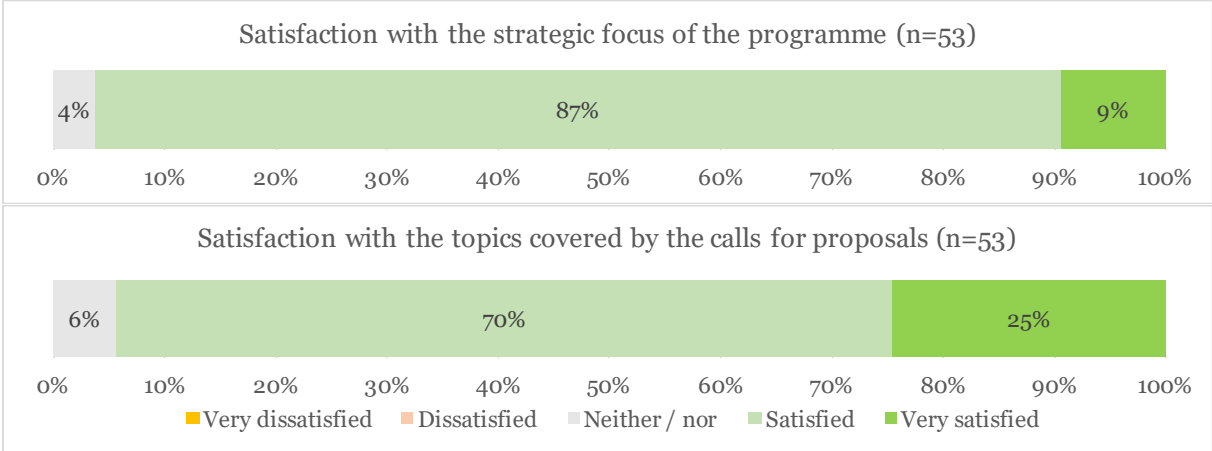 Satisfaction with the strategic focus of the programme (n=53)
4% 87% 9%
0% 10% 20% 30% 40% 50% 60% 70% 80% 90% 100%
Satisfaction with the topics covered by the calls for proposals (n=53)
6% 70% 25%
0% 10% 20% 30% 40% 50% 60% 70% 80% 90% 100%
Very dissatisfied Dissatisfied Neither / nor Satisfied Very satisfied